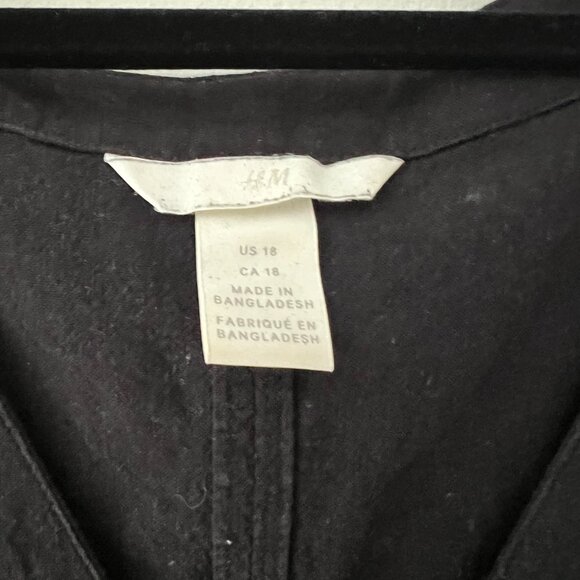 H&M
US 18
CA 18
MADE IN
BANGLADESH
FABRIQUÉ EN
BANGLADESH